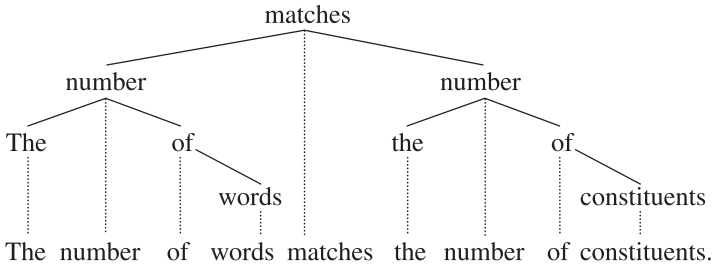 matches
number number
The of the of
words constituents
The number of words matches the number of constituents.